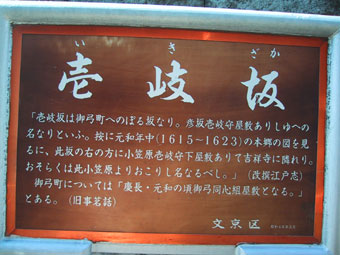 いきざか
壱岐坂
「壱岐坂は御弓町へのぼる坂なり。彦坂壱岐守屋敷ありしゆへの
名なりといふ。按に元和年中(1615~1623)の本郷の図を見
るに、此坂の右の方に小笠原壱岐守下屋敷ありて吉祥寺に隣れり。
おそらくは此小笠原よりおこりし名なるべし。」(改撰江戸志)
御弓町については「慶長・元和の頃御弓同心組屋敷となる。」
とある。(旧事茗話)
文京区